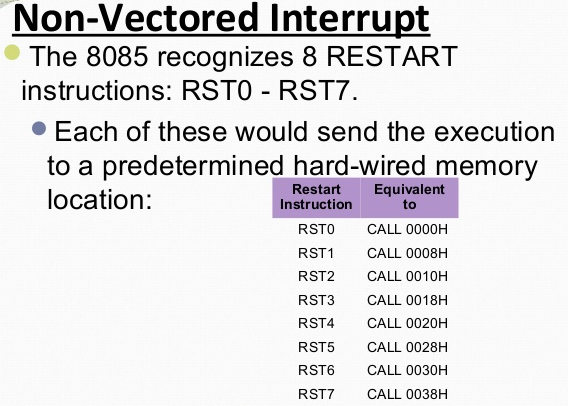 Non-Vectored Interrupt
The 8085 recognizes 8 RESTART
instructions: RST0 - RST7.
Each of these would send the execution
to a predetermined hard-wired memory
location:
Restart Instruction Equivalent to
RST0 CALL 0000H
RST1 CALL 0008H
RST2 CALL 0010H
RST3 CALL 0018H
RST4 CALL 0020H
RST5 CALL 0028H
RST6 CALL 0030H
RST7 CALL 0038H